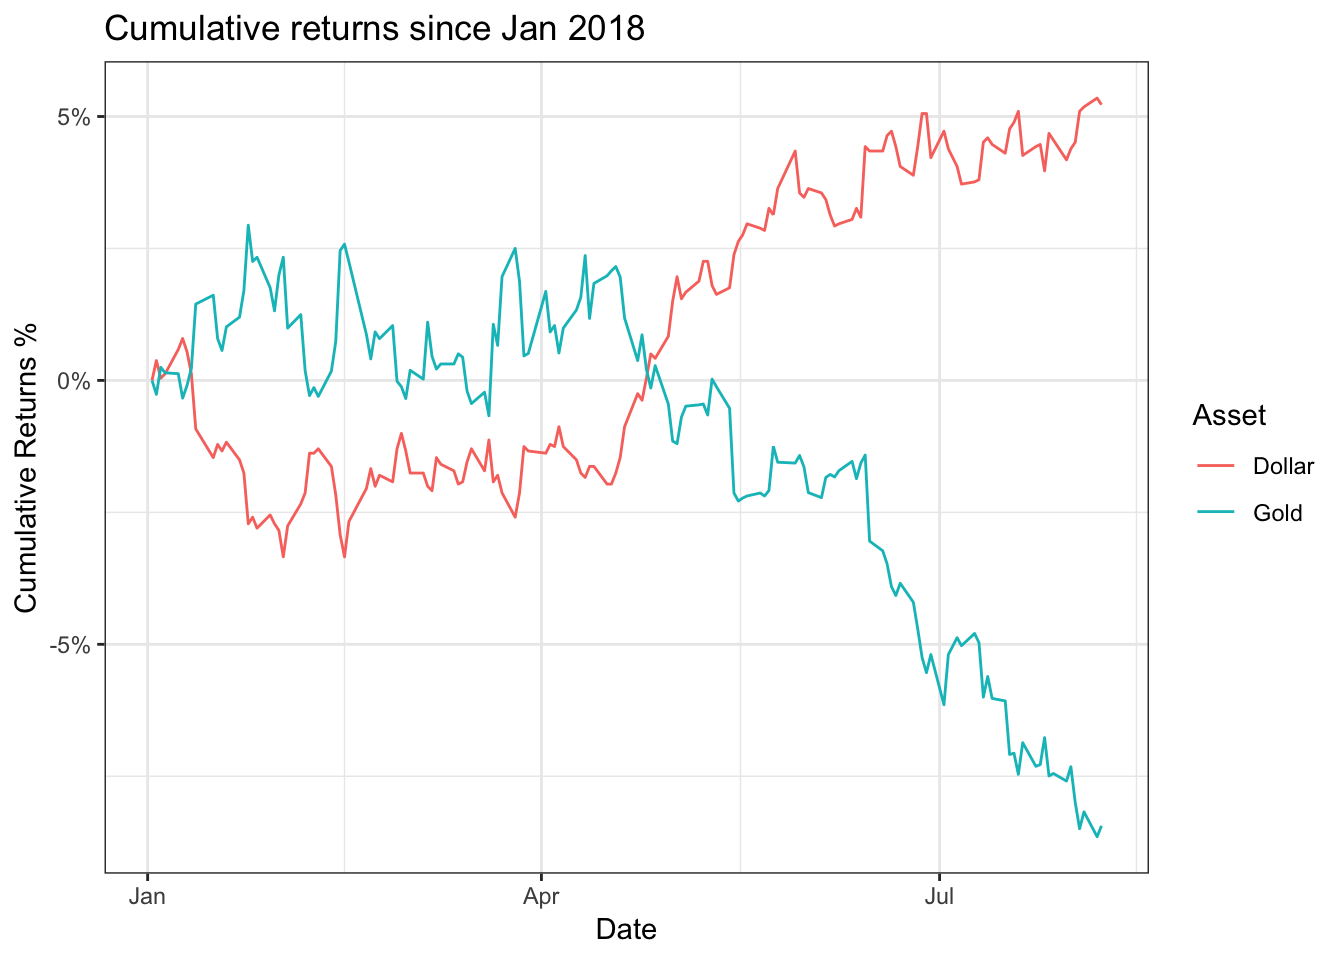 Cumulative returns since Jan 2018
Cumulative Returns %
5%
0%
-5%
Jan
Apr
Jul
Date
Asset
Dollar
Gold